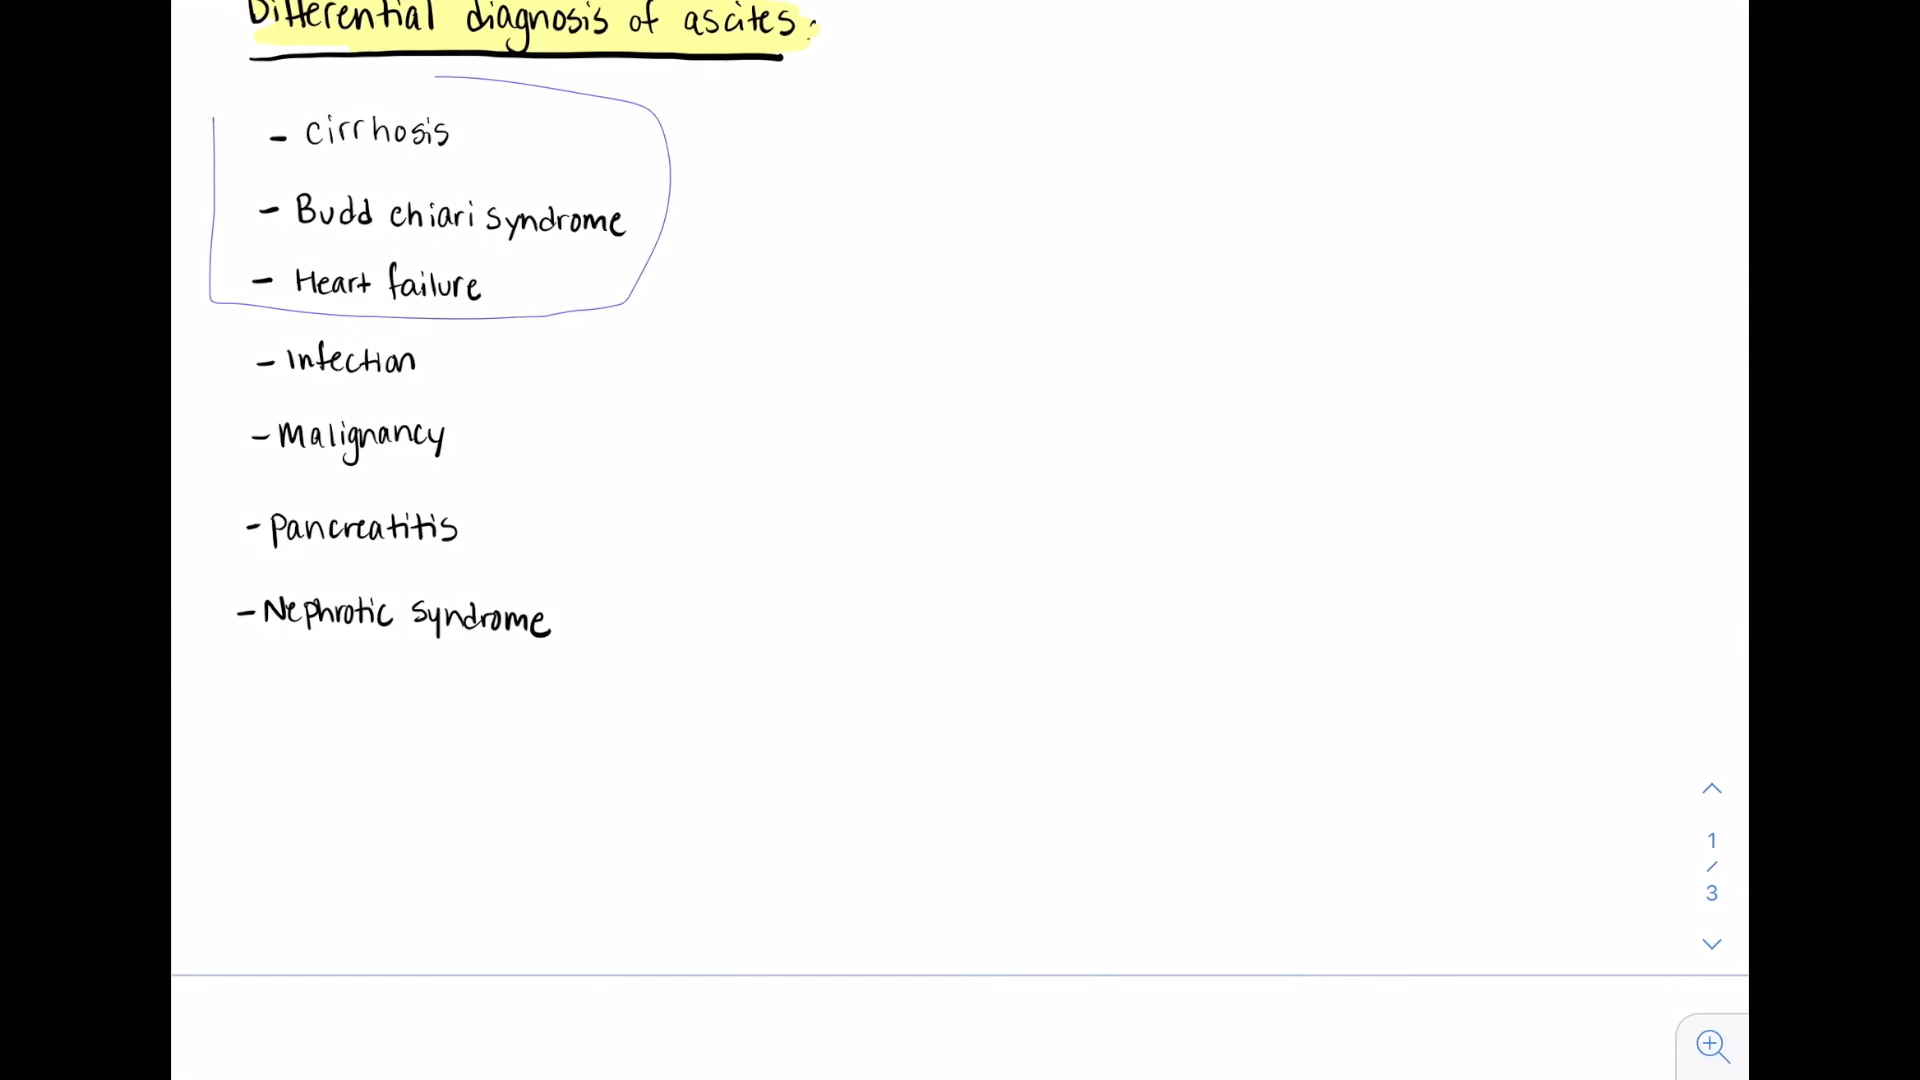 Differential diagnosis of ascites:
- Cirrhosis
- Budd chiari syndrome
- Heart failure
- Infection
- Malignancy
- Pancreatitis
- Nephrotic syndrome
1
/
3